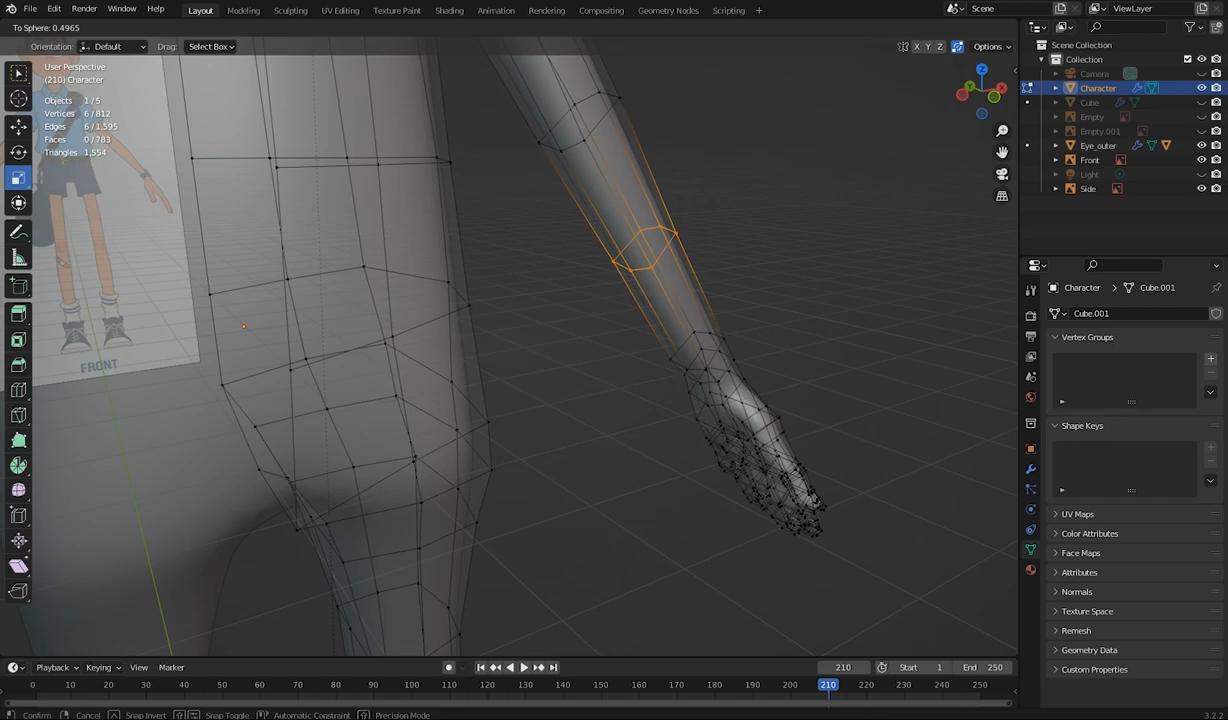 File Edit Render Window Help Layout Modeling Sculpting UV Editing Texture Paint Shading Animation Rendering Compositing Geometry Nodes Scripting + Scene ViewLayer
To Sphere: 0.4965
Orientation: Default Drag: Select Box X Y Z Options
User Perspective
(210) Character
Objects 1/5
Vertices 6/812
Edges 6/1,595
Faces 0/783
Triangles 1,554
FRONT
Z
Y
X
Scene Collection
Collection
Camera
Character
Cube
Empty
Empty.001
Eye_outer
Front
Light
Side
Character > Cube.001
Cube.001
Vertex Groups
Shape Keys
UV Maps
Color Attributes
Face Maps
Attributes
Normals
Texture Space
Remesh
Geometry Data
Custom Properties
Playback Keying View Marker 210 Start 1 End 250
0 10 20 30 40 50 60 70 80 90 100 110 120 130 140 150 160 170 180 190 200 210 220 230 240 250
Confirm Cancel Snap Invert Snap Toggle Automatic Constraint Precision Mode 3.2.2